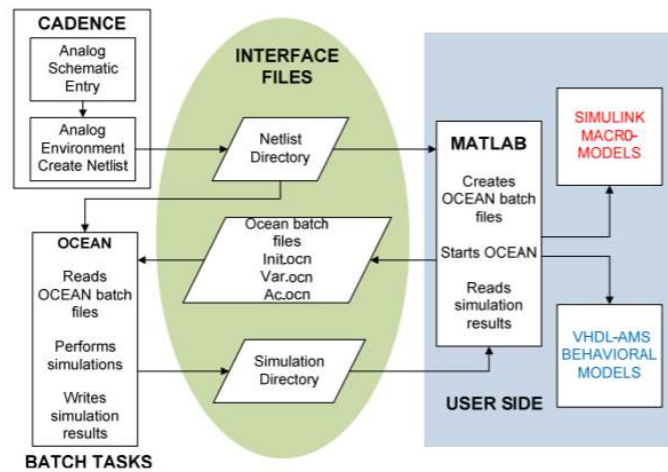 CADENCE
Analog
Schematic
Entry
Analog
Environment
Create Netlist
INTERFACE
FILES
Netlist
Directory
Ocean batch
files
Init.ocn
Var.ocn
Ac.ocn
Simulation
Directory
OCEAN
Reads
OCEAN batch
files
Performs
simulations
Writes
simulation
results
BATCH TASKS
MATLAB
Creates
OCEAN batch
files
Starts OCEAN
Reads
simulation
results
USER SIDE
SIMULINK
MACR0-
MODELS
VHDL-AMS
BEHAVIORAL
MODELS